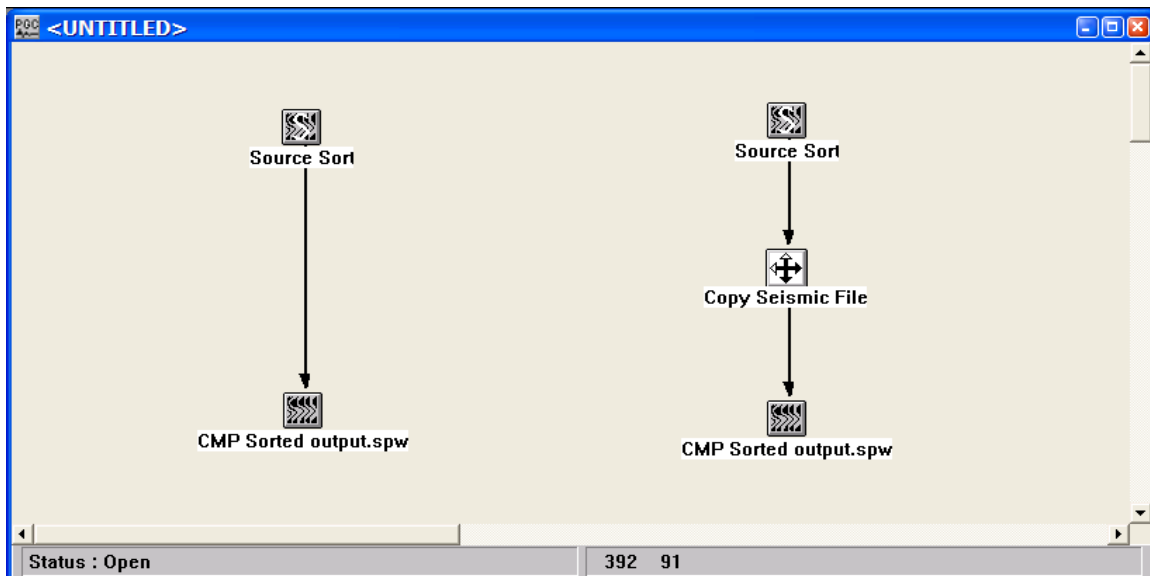 <UNTITLED>
Source Sort
Source Sort
Copy Seismic File
CMP Sorted output.spw
CMP Sorted output.spw
Status : Open
392 91